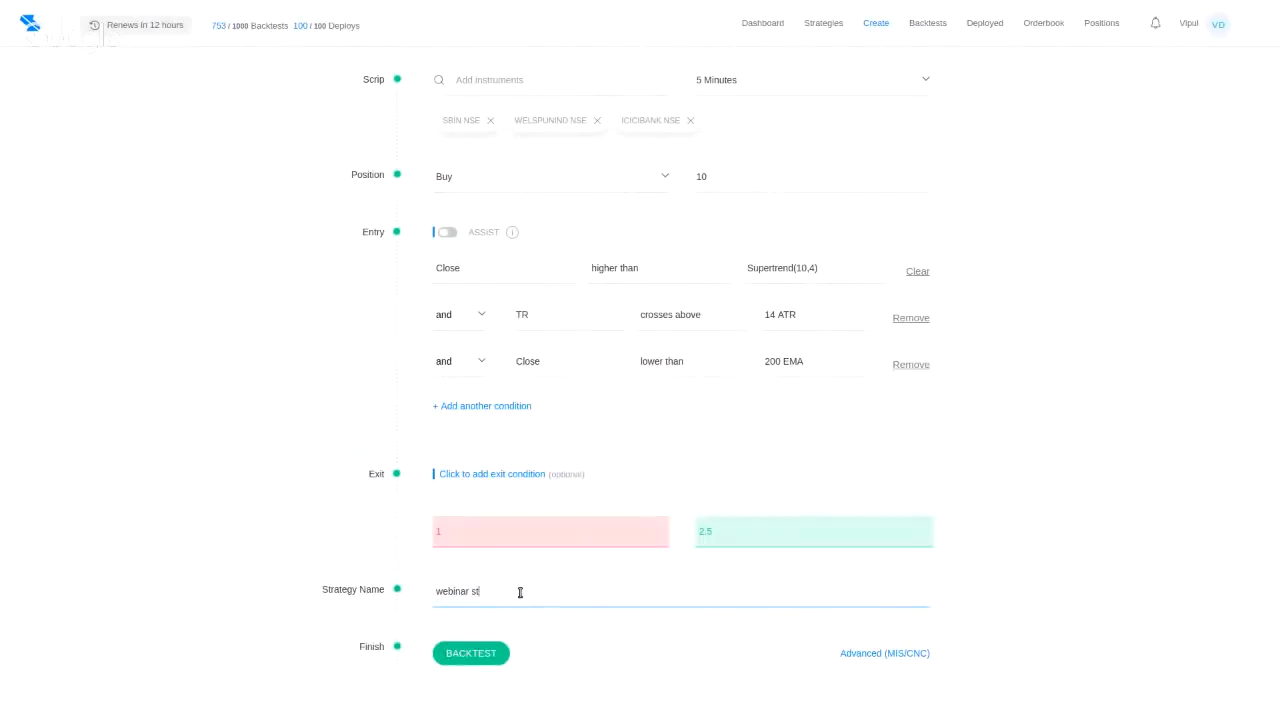 Renews in 12 hours 753 / 1000 Backtests 100 / 100 Deploys Dashboard Strategies Create Backtests Deployed Orderbook Positions Vipul VD
Scrip Add instruments 5 Minutes
SBIN NSE WELSPUNIND NSE ICICIBANK NSE
Position Buy 10
Entry ASSIST i
Close higher than Supertrend(10,4) Clear
and TR crosses above 14 ATR Remove
and Close lower than 200 EMA Remove
+ Add another condition
Exit Click to add exit condition (optional)
1 2.5
Strategy Name webinar st
Finish BACKTEST Advanced (MIS/CNC)